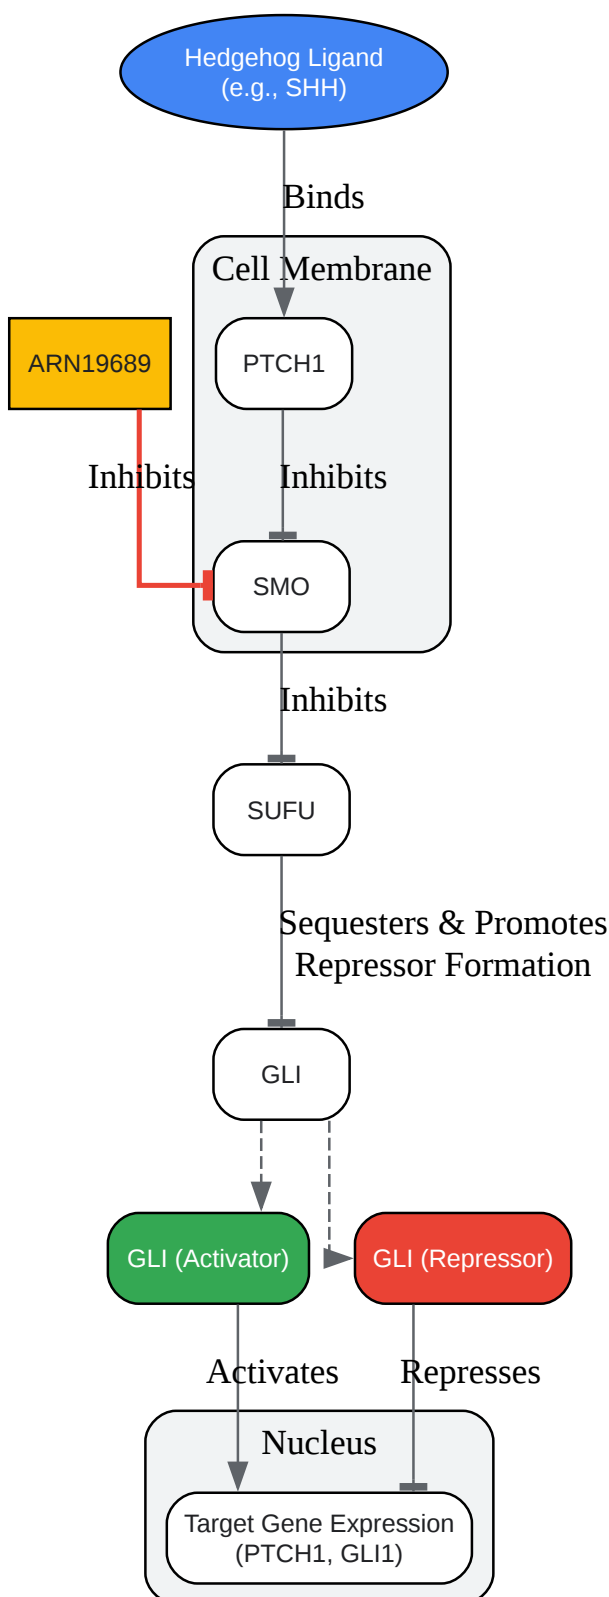 Hedgehog Ligand
(e.g., SHH)
Binds
Cell Membrane
ARN19689
PTCH1
Inhibits
Inhibits
SMO
Inhibits
SUFU
Sequesters & Promotes
Repressor Formation
GLI
GLI (Activator)
GLI (Repressor)
Activates
Represses
Nucleus
Target Gene Expression
(PTCH1, GLI1)